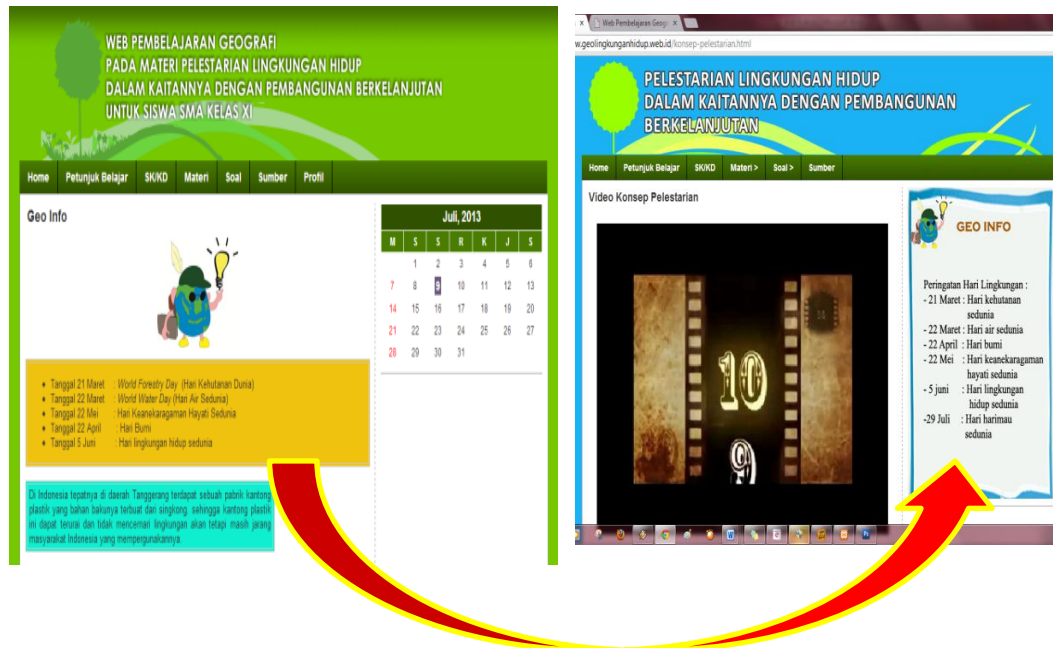 WEB PEMBELAJARAN GEOGRAFI
PADA MATERI PELESTARIAN LINGKUNGAN HIDUP
DALAM KAITANNYA DENGAN PEMBANGUNAN BERKELANJUTAN
UNTUK SISWA SMA KELAS XI
Home Petunjuk Belajar SK/KD Materi Soal Sumber Profil
Geo Info
Juli, 2013
M S S R K J S
1 2 3 4 5 6
7 8 9 10 11 12 13
14 15 16 17 18 19 20
21 22 23 24 25 26 27
28 29 30 31
Tanggal 21 Maret : World Forestry Day (Hari Kehutanan Dunia)
Tanggal 22 Maret : World Water Day (Hari Air Sedunia)
Tanggal 22 Mei : Hari Keanekaragaman Hayati Sedunia
Tanggal 22 April : Hari Bumi
Tanggal 5 Juni : Hari lingkungan hidup sedunia
Di Indonesia tepatnya di daerah Tanggerang terdapat sebuah pabrik kantong
plastik yang bahan bakunya terbuat dari singkong. sehingga kantong plastik
ini dapat terurai dan tidak mencemari lingkungan akan tetapi masih jarang
masyarakat Indonesia yang mempergunakannya.
Web Pembelajaran Geogr
w.geolingkunganhidup.web.id/konsep-pelestarian.html
PELESTARIAN LINGKUNGAN HIDUP
DALAM KAITANNYA DENGAN PEMBANGUNAN
BERKELANJUTAN
Home Petunjuk Belajar SK/KD Materi > Soal > Sumber
Video Konsep Pelestarian
10
9
GEO INFO
Peringatan Hari Lingkungan :
- 21 Maret : Hari kehutanan
sedunia
- 22 Maret : Hari air sedunia
- 22 April : Hari bumi
- 22 Mei : Hari keanekaragaman
hayati sedunia
- 5 juni : Hari lingkungan
hidup sedunia
-29 Juli : Hari harimau
sedunia